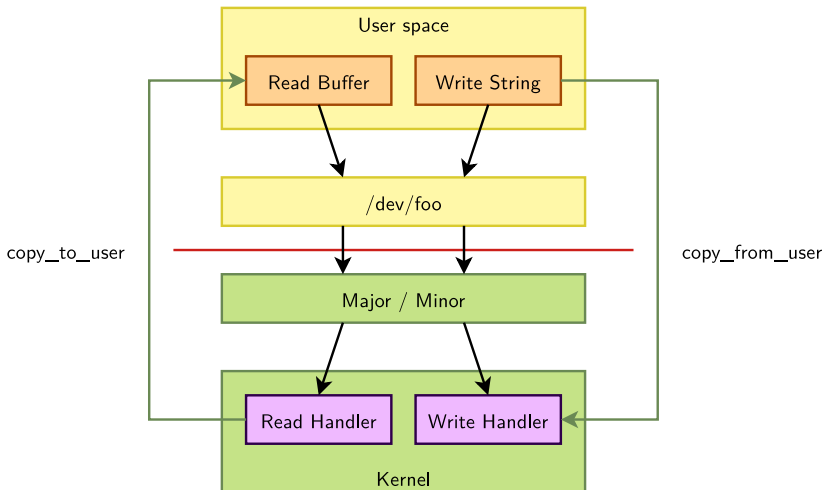 User space
Read Buffer
Write String
/dev/foo
copy_to_user
copy_from_user
Major / Minor
Read Handler
Write Handler
Kernel